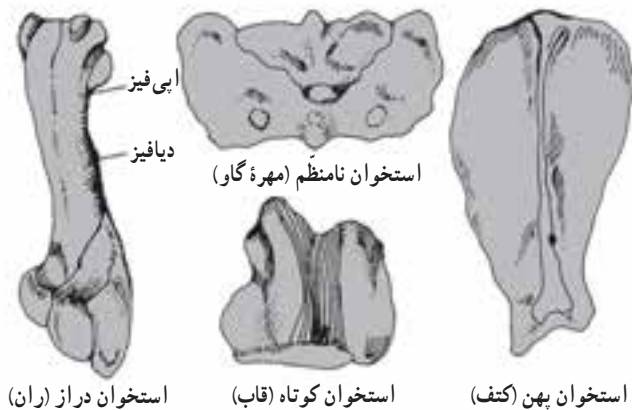 اپی‌فیز
دیافیز
استخوان نامنظّم (مهرهٔ گاو)
استخوان پهن (کتف)
استخوان کوتاه (قاب)
استخوان دراز (ران)